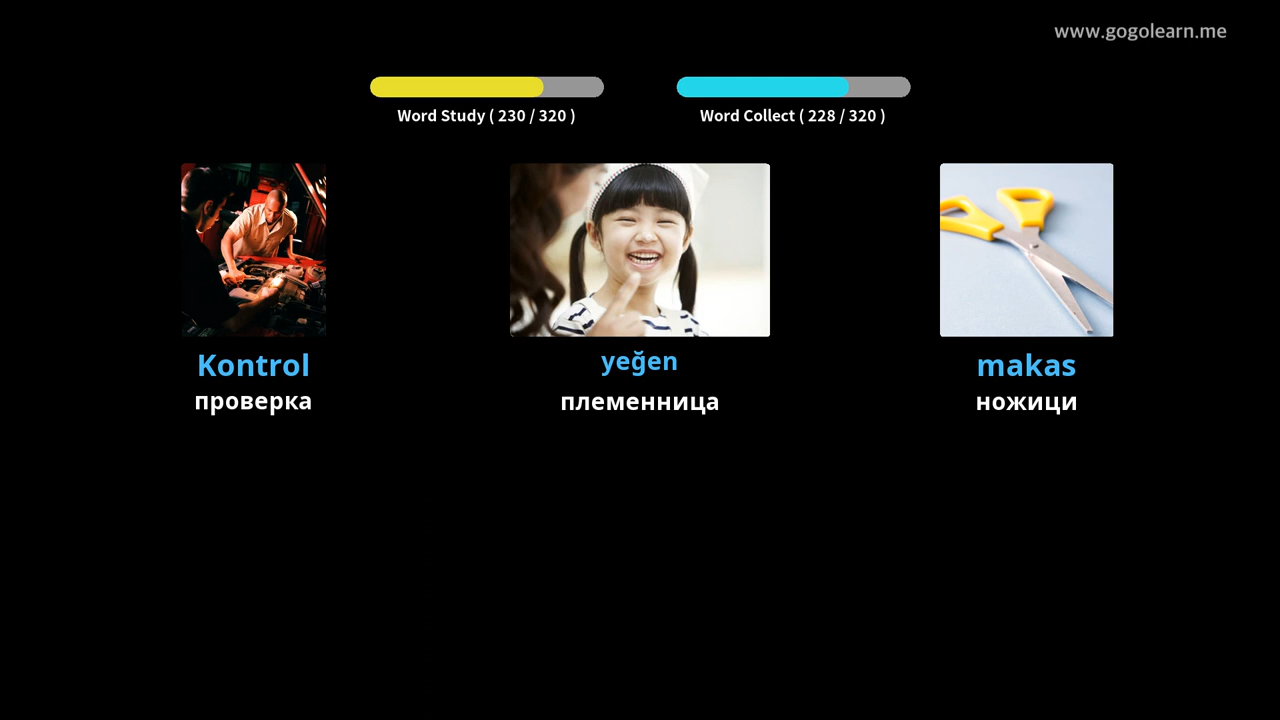 www.gogolearn.me
Word Study ( 230 / 320 )
Word Collect ( 228 / 320 )
Kontrol
проверка
yeğen
племенница
makas
ножици